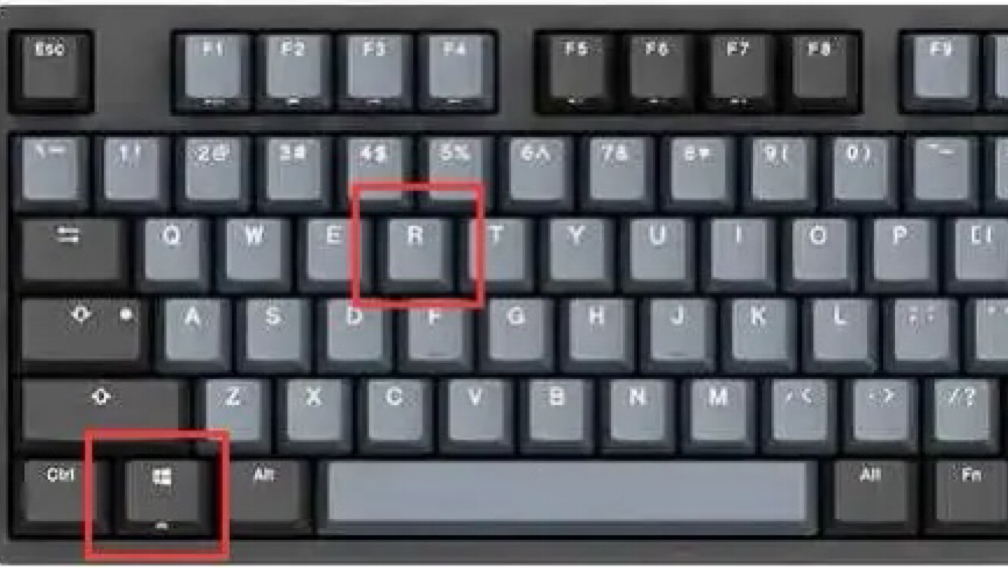 Esc F1 F2 F3 F4 F5 F6 F7 F8 F9
1! 2@ 3# 4$ 5% 6^ 7& 8* 9( 0)
Q W E R T Y U I O P [{
A S D F G H J K L ;:
Z X C V B N M ,< .> /?
Ctrl Alt Alt Fn